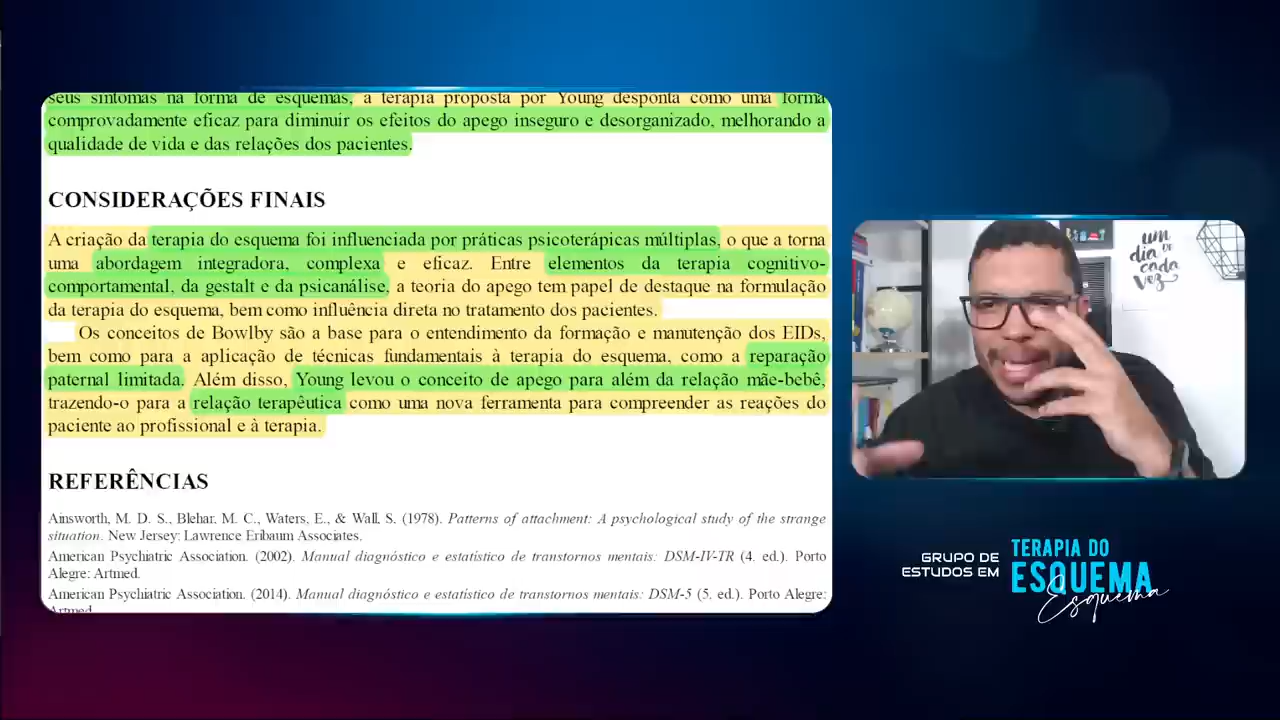 seus sintomas na forma de esquemas, a terapia proposta por Young desponta como uma forma
comprovadamente eficaz para diminuir os efeitos do apego inseguro e desorganizado, melhorando a
qualidade de vida e das relações dos pacientes.
CONSIDERAÇÕES FINAIS
A criação da terapia do esquema foi influenciada por práticas psicoterápicas múltiplas, o que a torna
uma abordagem integradora, complexa e eficaz. Entre elementos da terapia cognitivo-
comportamental, da gestalt e da psicanálise, a teoria do apego tem papel de destaque na formulação
da terapia do esquema, bem como influência direta no tratamento dos pacientes.
Os conceitos de Bowlby são a base para o entendimento da formação e manutenção dos EIDs,
bem como para a aplicação de técnicas fundamentais à terapia do esquema, como a reparação
paternal limitada. Além disso, Young levou o conceito de apego para além da relação mãe-bebê,
trazendo-o para a relação terapêutica como uma nova ferramenta para compreender as reações do
paciente ao profissional e à terapia.
REFERÊNCIAS
Ainsworth, M. D. S., Blehar, M. C., Waters, E., & Wall, S. (1978). Patterns of attachment: A psychological study of the strange
situation. New Jersey: Lawrence Eribaum Associates.
American Psychiatric Association. (2002). Manual diagnóstico e estatístico de transtornos mentais: DSM-IV-TR (4. ed.). Porto
Alegre: Artmed.
American Psychiatric Association. (2014). Manual diagnóstico e estatístico de transtornos mentais: DSM-5 (5. ed.). Porto Alegre:
Artmed.
um
dia DE
cada
vez
GRUPO DE
ESTUDOS EM
TERAPIA DO
ESQUEMA
Esquema